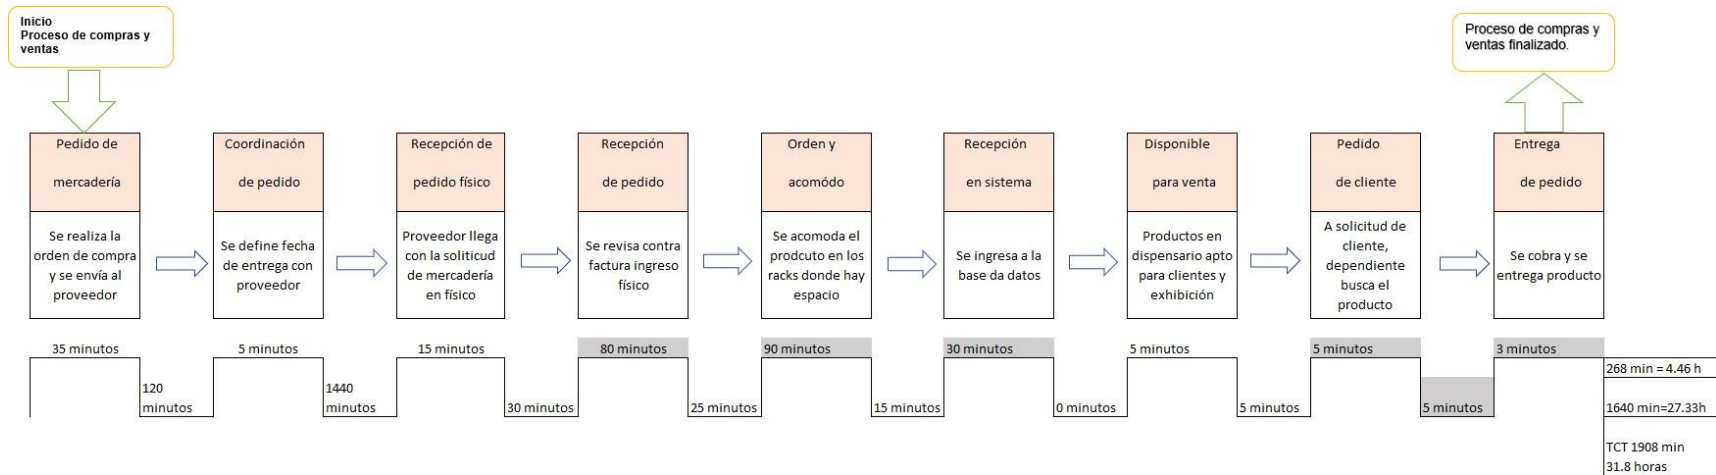 Inicio
Proceso de compras y
ventas
Proceso de compras y
ventas finalizado.
Pedido de
mercadería
Coordinación
de pedido
Recepción de
pedido físico
Recepción
de pedido
Orden y
acomódo
Recepción
en sistema
Disponible
para venta
Pedido
de cliente
Entrega
de pedido
Se realiza la
orden de compra
y se envía al
proveedor
Se define fecha
de entrega con
proveedor
Proveedor llega
con la soliticud
de mercadería
en físico
Se revisa contra
factura ingreso
físico
Se acomoda el
prodcuto en los
racks donde hay
espacio
Se ingresa a la
base da datos
Productos en
dispensario apto
para clientes y
exhibición
A solicitud de
cliente,
dependiente
busca el
producto
Se cobra y se
entrega producto
35 minutos
5 minutos
15 minutos
80 minutos
90 minutos
30 minutos
5 minutos
5 minutos
3 minutos
120
minutos
1440
minutos
30 minutos
25 minutos
15 minutos
0 minutos
5 minutos
5 minutos
268 min = 4.46 h
1640 min=27.33h
TCT 1908 min
31.8 horas